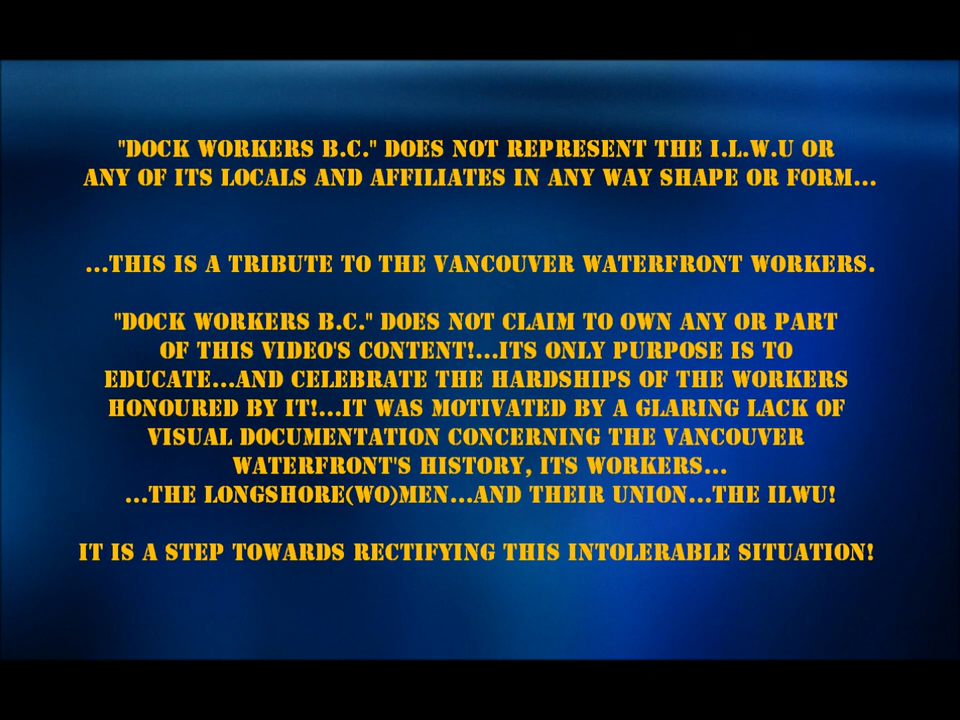 "DOCK WORKERS B.C." DOES NOT REPRESENT THE I.L.W.U OR
ANY OF ITS LOCALS AND AFFILIATES IN ANY WAY SHAPE OR FORM...
...THIS IS A TRIBUTE TO THE VANCOUVER WATERFRONT WORKERS.
"DOCK WORKERS B.C." DOES NOT CLAIM TO OWN ANY OR PART
OF THIS VIDEO'S CONTENT!...ITS ONLY PURPOSE IS TO
EDUCATE...AND CELEBRATE THE HARDSHIPS OF THE WORKERS
HONOURED BY IT!...IT WAS MOTIVATED BY A GLARING LACK OF
VISUAL DOCUMENTATION CONCERNING THE VANCOUVER
WATERFRONT'S HISTORY, ITS WORKERS...
...THE LONGSHORE(WO)MEN...AND THEIR UNION...THE ILWU!
IT IS A STEP TOWARDS RECTIFYING THIS INTOLERABLE SITUATION!